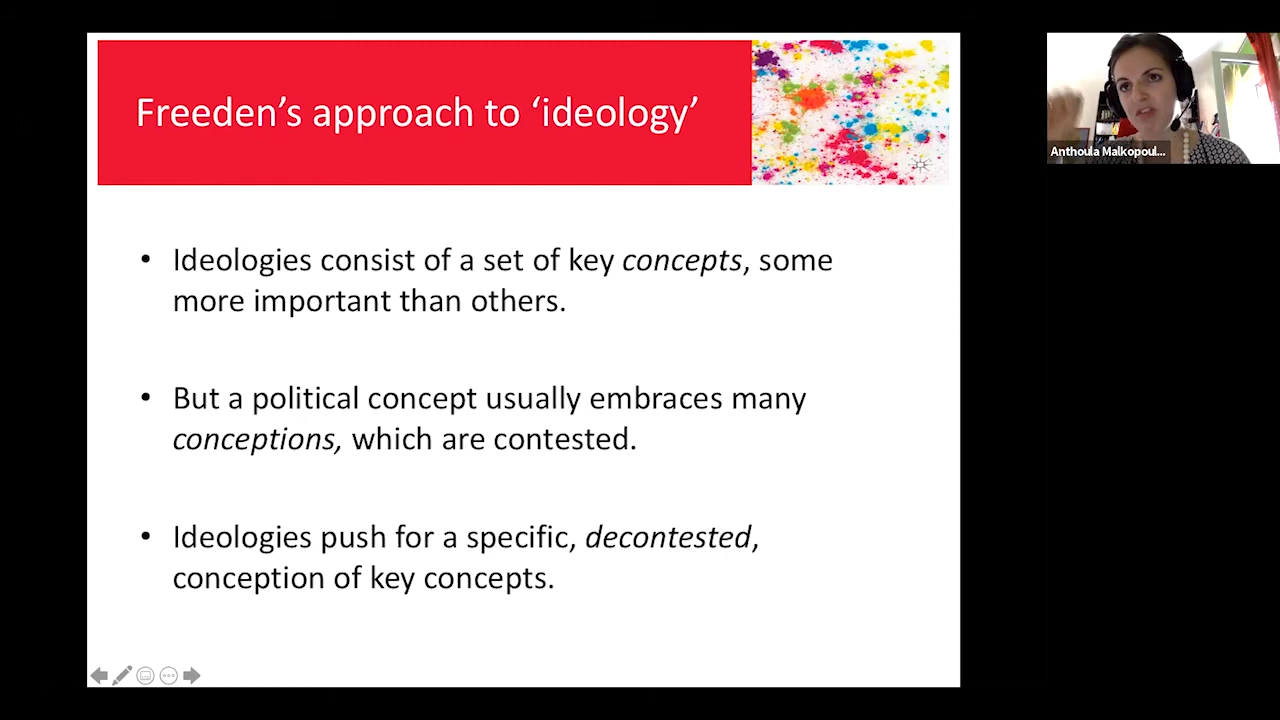 Freeden’s approach to ‘ideology’
Anthoula Malkopoul...
• Ideologies consist of a set of key concepts, some
more important than others.
• But a political concept usually embraces many
conceptions, which are contested.
• Ideologies push for a specific, decontested,
conception of key concepts.